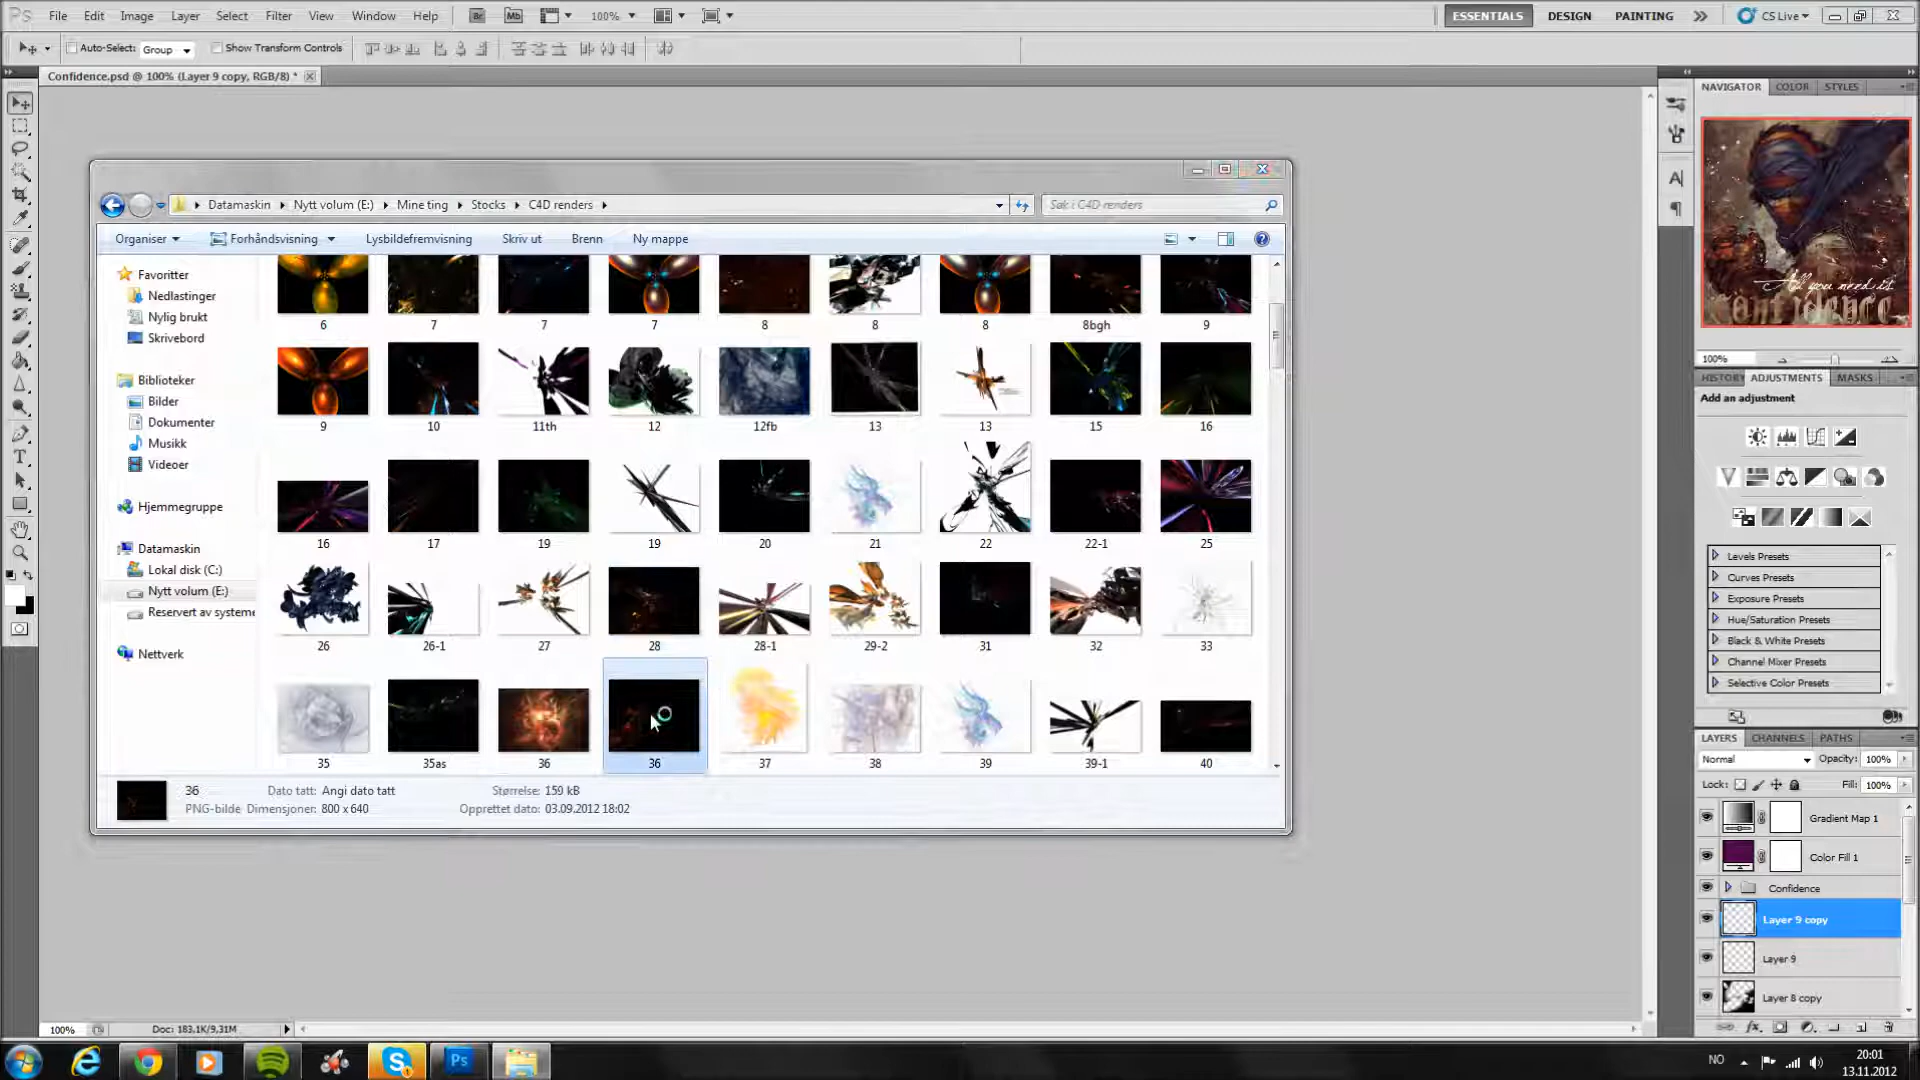 Ps File Edit Image Layer Select Filter View Window Help Br Mb 100% ESSENTIALS DESIGN PAINTING CS Live
Auto-Select: Group Show Transform Controls
Confidence.psd @ 100% (Layer 9 copy, RGB/8) *
NAVIGATOR COLOR STYLES
Datamaskin Nytt volum (E:) Mine ting Stocks C4D renders Søk i C4D renders
Organiser Forhåndsvisning Lysbildefremvisning Skriv ut Brenn Ny mappe
Favoritter
Nedlastinger
Nylig brukt
Skrivebord
Biblioteker
Bilder
Dokumenter
Musikk
Videoer
Hjemmegruppe
Datamaskin
Lokal disk (C:)
Nytt volum (E:)
Reservert av systeme
Nettverk
6 7 7 7 8 8 8 8bgh 9
9 10 11th 12 12fb 13 13 15 16
16 17 19 19 20 21 22 22-1 25
26 26-1 27 28 28-1 29-2 31 32 33
35 35as 36 36 37 38 39 39-1 40
36 Dato tatt: Angi dato tatt Størrelse: 159 kB
PNG-bilde Dimensjoner: 800 x 640 Opprettet dato: 03.09.2012 18:02
All you need is
confidence
100%
HISTORY ADJUSTMENTS MASKS
Add an adjustment
Levels Presets
Curves Presets
Exposure Presets
Hue/Saturation Presets
Black & White Presets
Channel Mixer Presets
Selective Color Presets
LAYERS CHANNELS PATHS
Normal Opacity: 100%
Lock: Fill: 100%
Gradient Map 1
Color Fill 1
Confidence
Layer 9 copy
Layer 9
Layer 8 copy
100% Doc: 183,1K/9,31M
Ps NO 20:01
13.11.2012